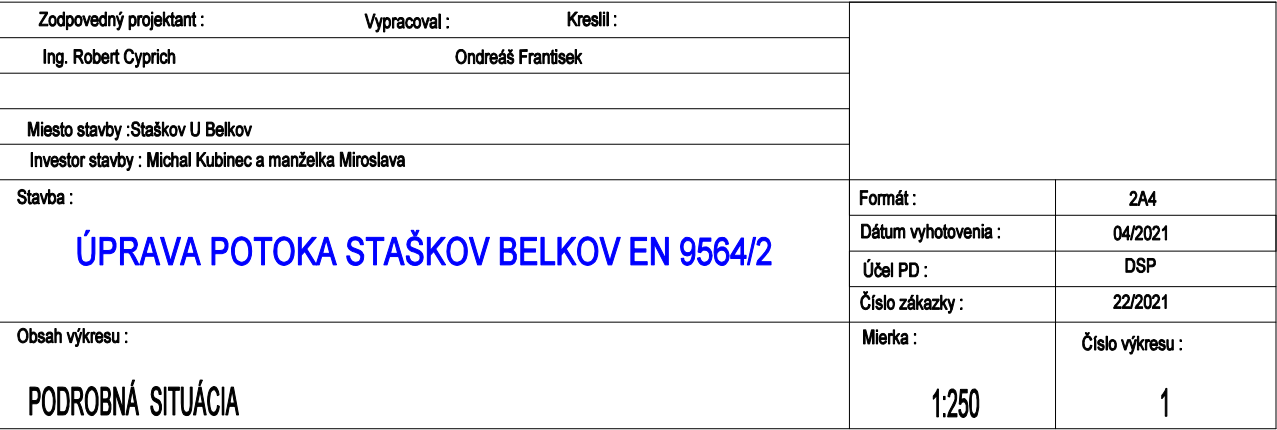 Zodpovedný projektant : Vypracoval : Kreslil :
Ing. Robert Cyprich Ondreáš Frantisek
Miesto stavby :Staškov U Belkov
Investor stavby : Michal Kubinec a manželka Miroslava
Stavba :
ÚPRAVA POTOKA STAŠKOV BELKOV EN 9564/2
Formát : 2A4
Dátum vyhotovenia : 04/2021
Účel PD : DSP
Číslo zákazky : 22/2021
Obsah výkresu :
PODROBNÁ SITUÁCIA
Mierka :
1:250
Číslo výkresu :
1